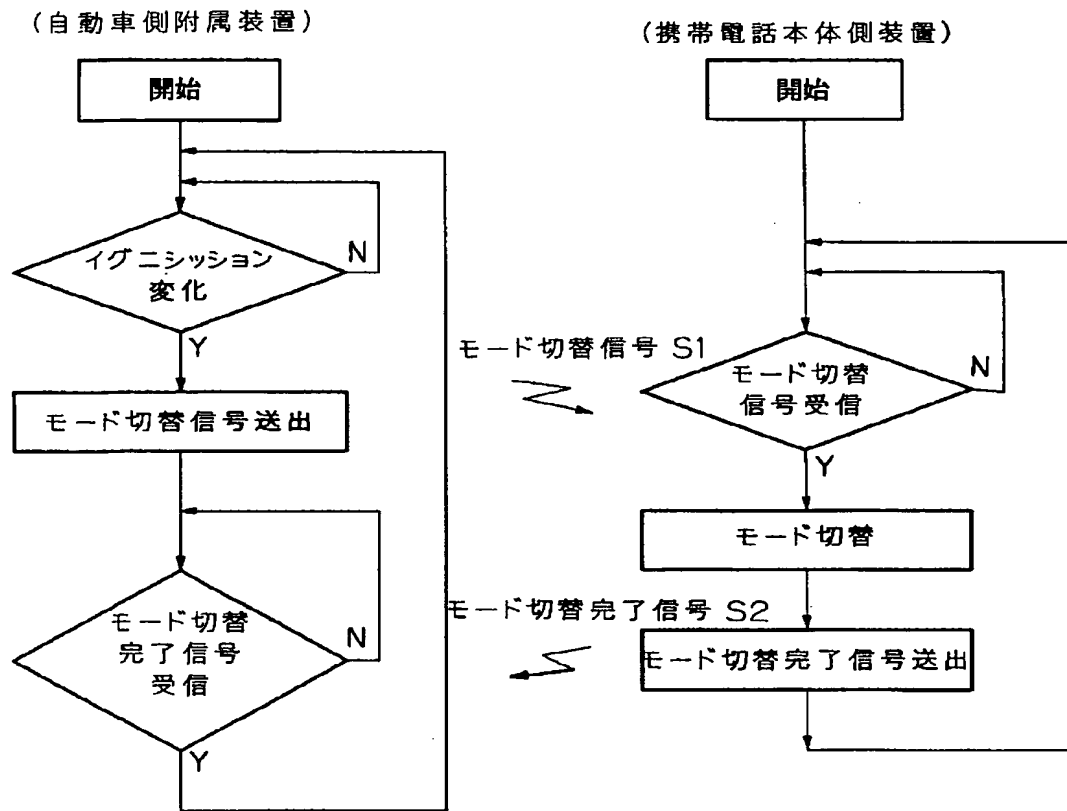 (自動車側附属装置)
開始
イグニシッション
変化
N
Y
モード切替信号送出
モード切替
完了信号
受信
N
Y
モード切替信号 S1
モード切替完了信号 S2
(携帯電話本体側装置)
開始
モード切替
信号受信
N
Y
モード切替
モード切替完了信号送出